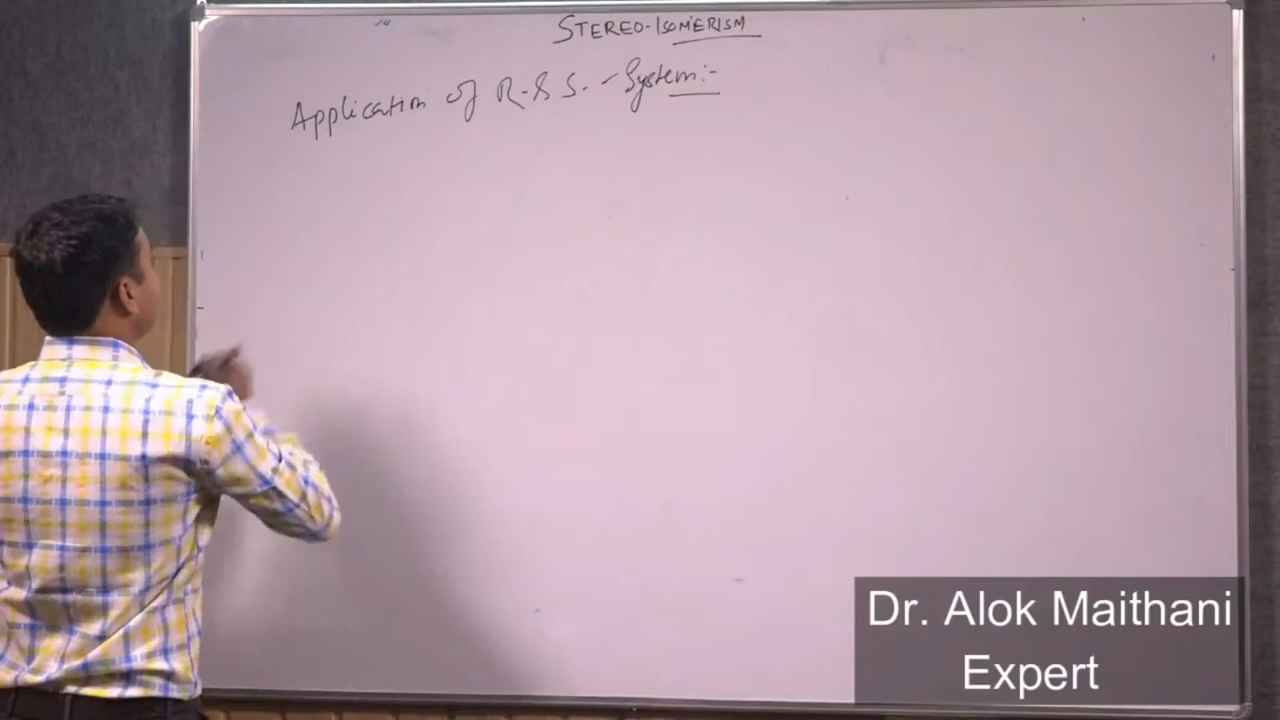 STEREO-ISOMERISM
Application of R-& S. - System:-
Dr. Alok Maithani
Expert